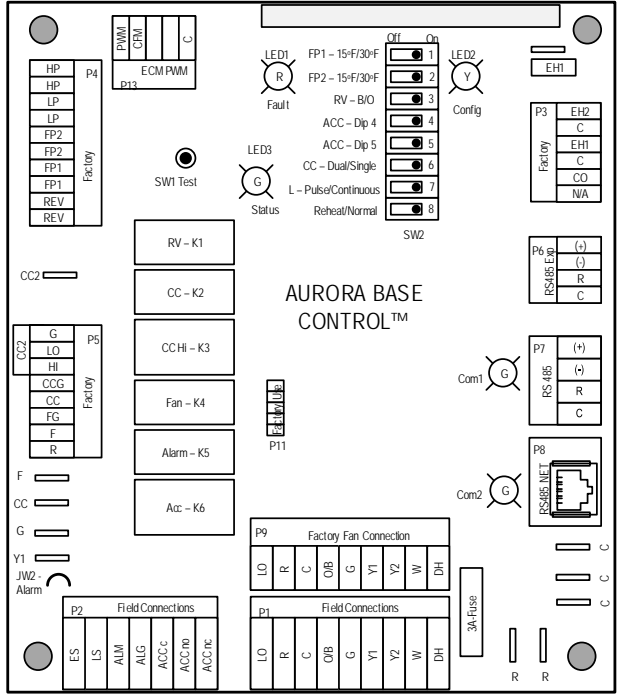 PWM
CFM
C
ECM PWM
P13
Off On
LED1
R
Fault
LED2
Y
Config
FP1 – 15ºF/30ºF 1
FP2 – 15ºF/30ºF 2
RV – B/O 3
ACC – Dip 4 4
ACC – Dip 5 5
CC – Dual/Single 6
L – Pulse/Continuous 7
Reheat/Normal 8
SW2
EH1
P4
Factory
HP
HP
LP
LP
FP2
FP2
FP1
FP1
REV
REV
SW1 Test
LED3
G
Status
P3
Factory
EH2
C
EH1
C
CO
N/A
RV – K1
CC – K2
CC Hi – K3
Fan – K4
Alarm – K5
Acc – K6
AURORA BASE
CONTROL™
P6
RS485 Exp
(+)
(-)
R
C
CC2
CC2
P5
Factory
G
LO
HI
CCG
CC
FG
F
R
Com1
G
P7
RS 485
(+)
(-)
R
C
Factory Use
P11
Com2
G
P8
RS485 NET
F
CC
G
Y1
JW2 -
Alarm
P9
Factory Fan Connection
LO R C O/B G Y1 Y2 W DH
P2
Field Connections
ES LS ALM ALG ACC c ACC no ACC nc
P1
Field Connections
LO R C O/B G Y1 Y2 W DH
3A-Fuse
C
C
C
R R